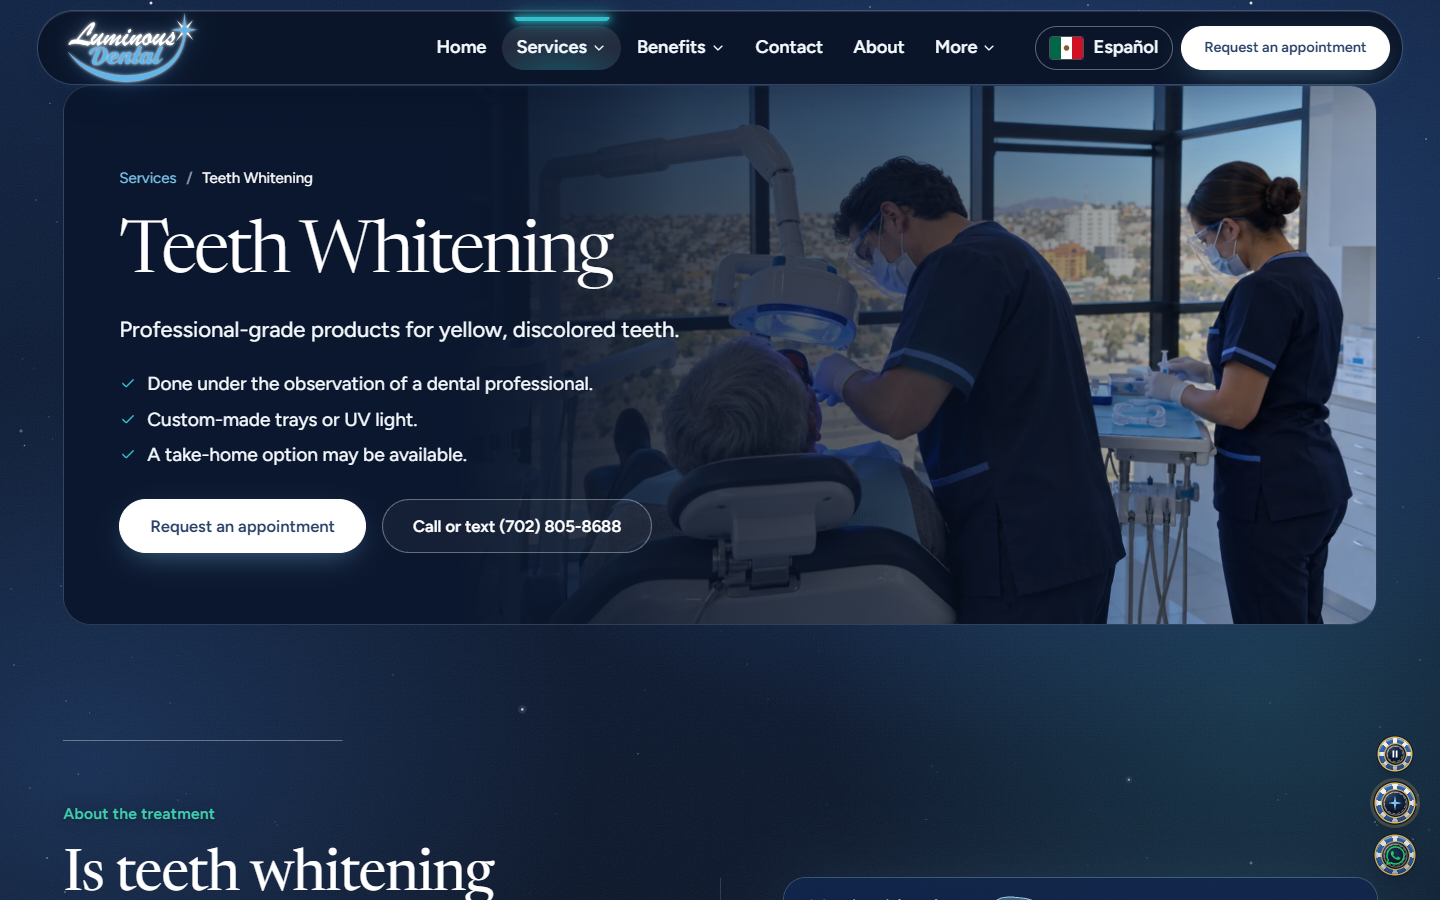 Luminous
Dental
Home
Services
Benefits
Contact
About
More
Español
Request an appointment
Services / Teeth Whitening
Teeth Whitening
Professional-grade products for yellow, discolored teeth.
Done under the observation of a dental professional.
Custom-made trays or UV light.
A take-home option may be available.
Request an appointment
Call or text (702) 805-8688
About the treatment
Is teeth whitening